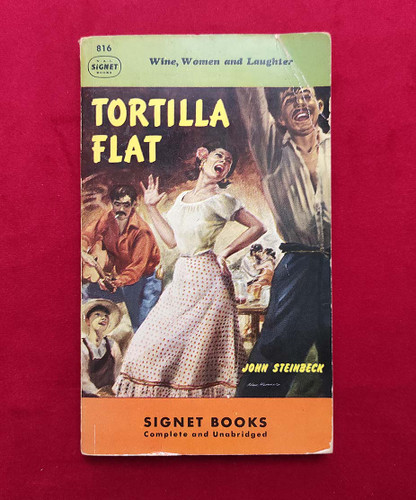 816
SIGNET
BOOKS
Wine, Women and Laughter
TORTILLA
FLAT
JOHN STEINBECK
SIGNET BOOKS
Complete and Unabridged